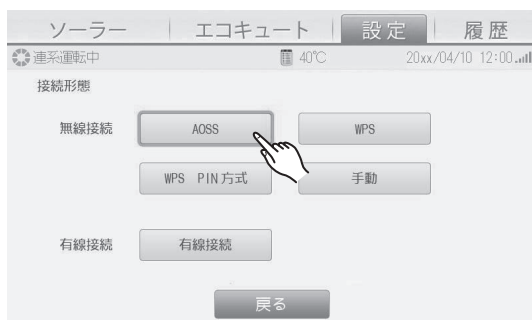 ソーラー エコキュート 設定 履歴
連系運転中 40℃ 20xx/04/10 12:00
接続形態
無線接続 AOSS WPS
WPS PIN方式 手動
有線接続 有線接続
戻る